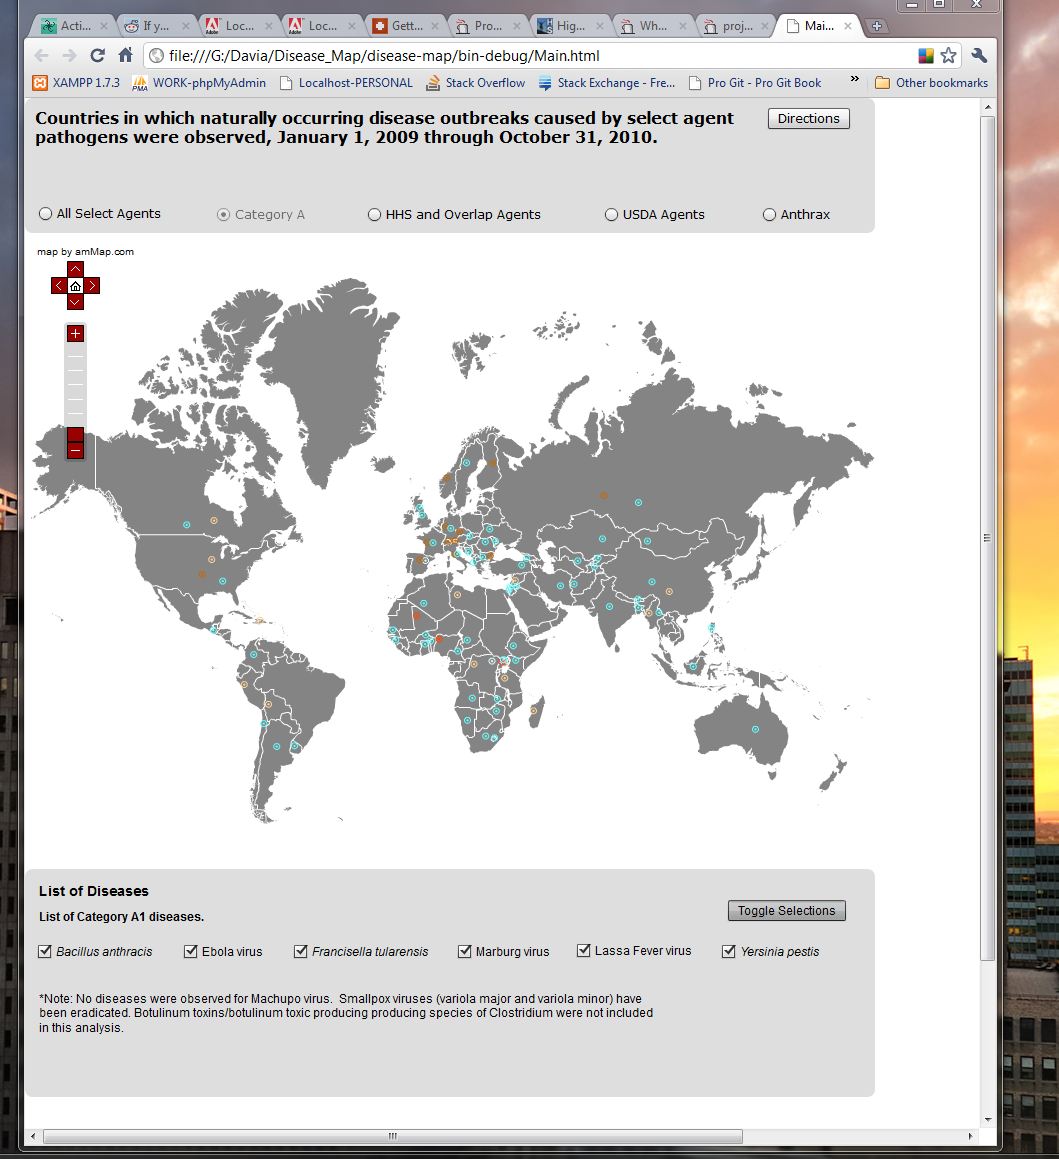 Acti...
If y...
Loc...
Loc...
Gett...
Pro...
Hig...
Wh...
proj...
Mai...
file:///G:/Davia/Disease_Map/disease-map/bin-debug/Main.html
XAMPP 1.7.3
PMA WORK-phpMyAdmin
Localhost-PERSONAL
Stack Overflow
Stack Exchange - Fre...
Pro Git - Pro Git Book
»
Other bookmarks
Countries in which naturally occurring disease outbreaks caused by select agent
pathogens were observed, January 1, 2009 through October 31, 2010.
Directions
All Select Agents
Category A
HHS and Overlap Agents
USDA Agents
Anthrax
map by amMap.com
List of Diseases
List of Category A1 diseases.
Toggle Selections
Bacillus anthracis
Ebola virus
Francisella tularensis
Marburg virus
Lassa Fever virus
Yersinia pestis
*Note: No diseases were observed for Machupo virus. Smallpox viruses (variola major and variola minor) have
been eradicated. Botulinum toxins/botulinum toxic producing producing species of Clostridium were not included
in this analysis.